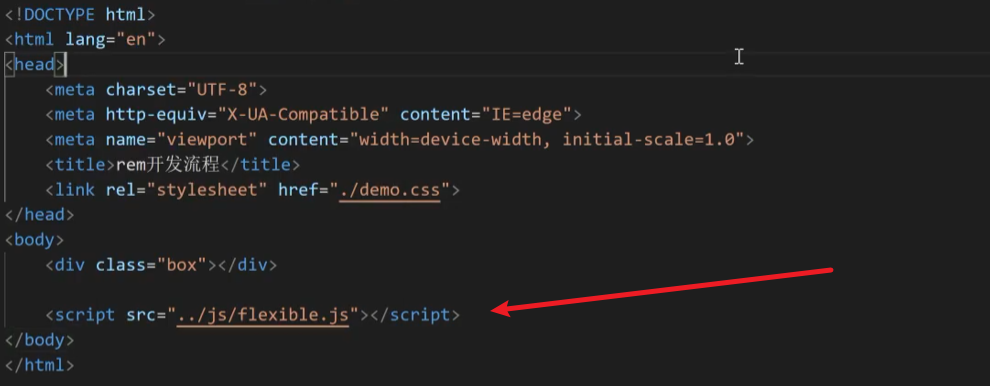 <!DOCTYPE html>
<html lang="en">
<head>
    <meta charset="UTF-8">
    <meta http-equiv="X-UA-Compatible" content="IE=edge">
    <meta name="viewport" content="width=device-width, initial-scale=1.0">
    <title>rem开发流程</title>
    <link rel="stylesheet" href="./demo.css">
</head>
<body>
    <div class="box"></div>

    <script src="../js/flexible.js"></script>
</body>
</html>